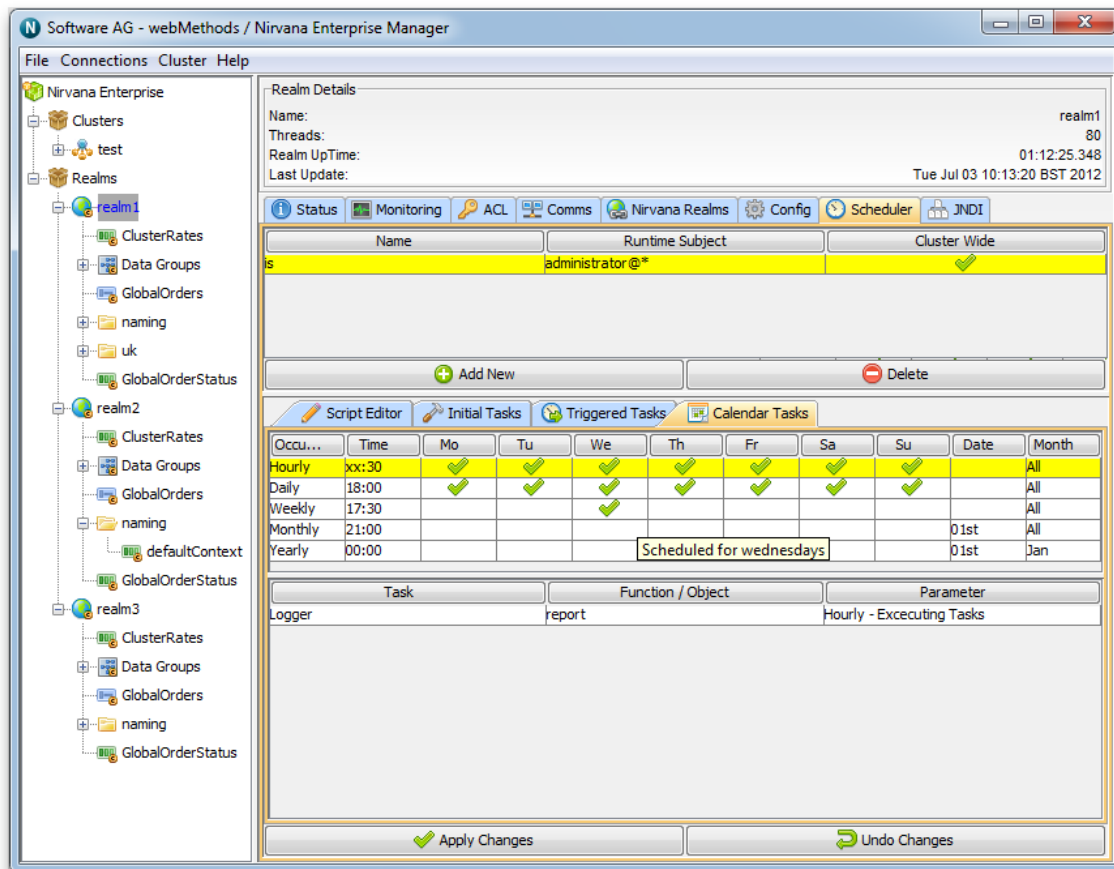 Software AG - webMethods / Nirvana Enterprise Manager
File Connections Cluster Help
Nirvana Enterprise
Clusters
test
Realms
realm1
ClusterRates
Data Groups
GlobalOrders
naming
uk
GlobalOrderStatus
realm2
ClusterRates
Data Groups
GlobalOrders
naming
defaultContext
GlobalOrderStatus
realm3
ClusterRates
Data Groups
GlobalOrders
naming
GlobalOrderStatus
Realm Details
Name: realm1
Threads: 80
Realm UpTime: 01:12:25.348
Last Update: Tue Jul 03 10:13:20 BST 2012
Status Monitoring ACL Comms Nirvana Realms Config Scheduler JNDI
Name Runtime Subject Cluster Wide
is administrator@*
Add New Delete
Script Editor Initial Tasks Triggered Tasks Calendar Tasks
Occu... Time Mo Tu We Th Fr Sa Su Date Month
Hourly xx:30 All
Daily 18:00 All
Weekly 17:30 All
Monthly 21:00 01st All
Yearly 00:00 01st Jan
Scheduled for wednesdays
Task Function / Object Parameter
Logger report Hourly - Excecuting Tasks
Apply Changes Undo Changes